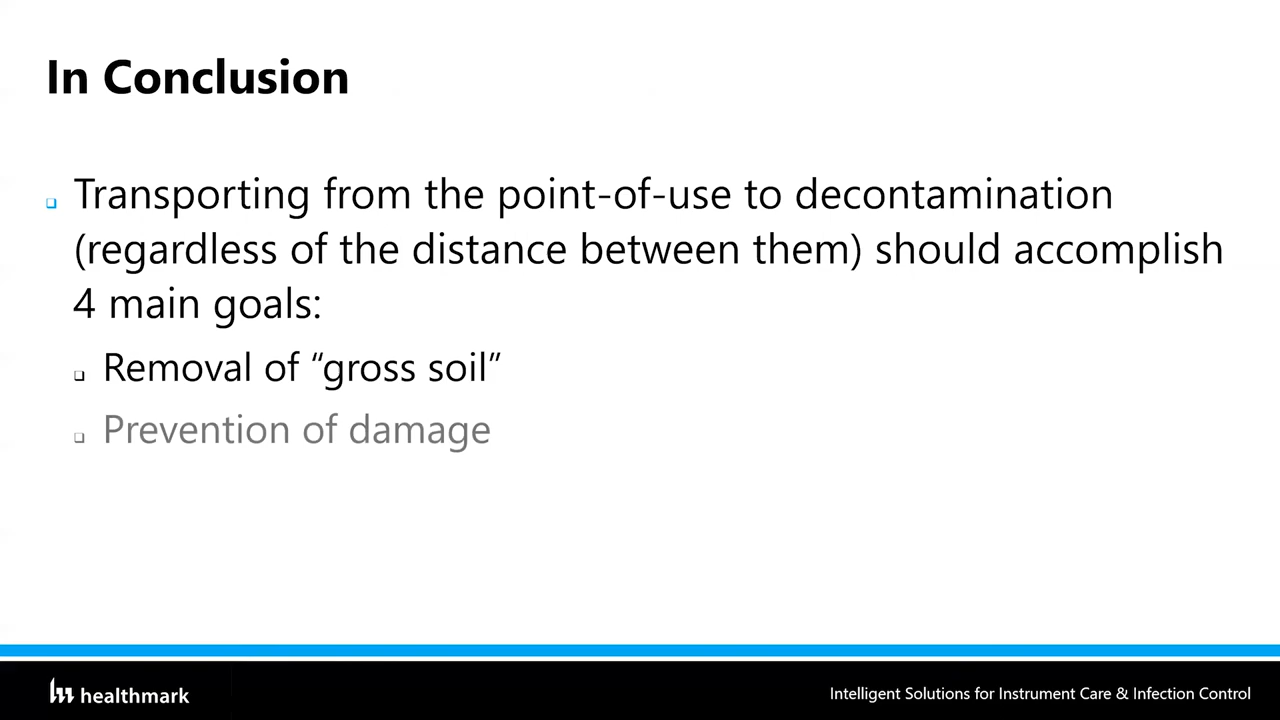 In Conclusion
Transporting from the point-of-use to decontamination
(regardless of the distance between them) should accomplish
4 main goals:
Removal of “gross soil”
Prevention of damage
healthmark
Intelligent Solutions for Instrument Care & Infection Control